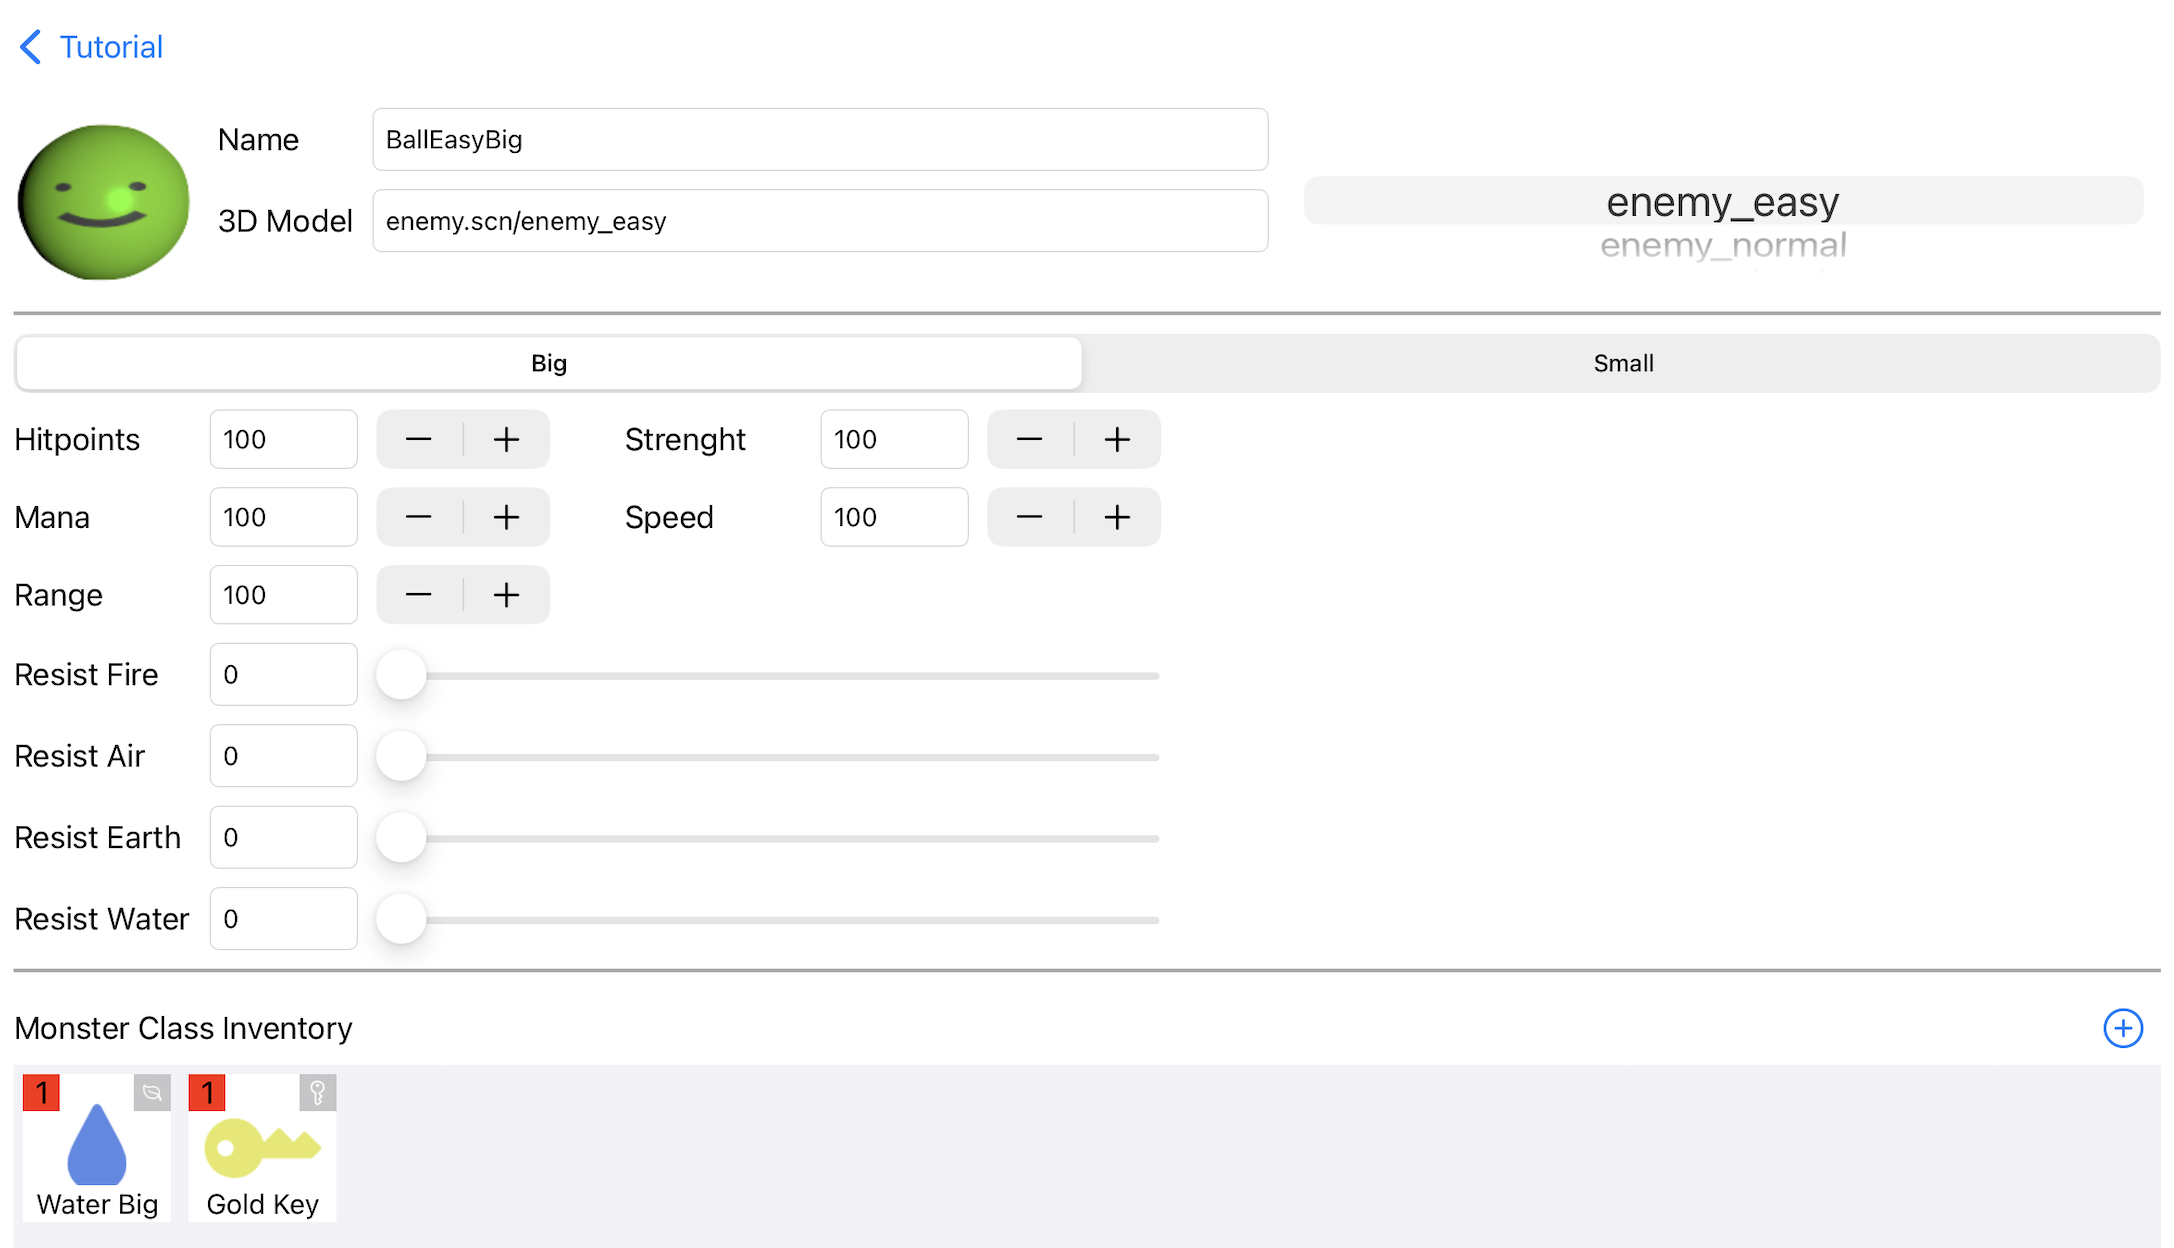 Tutorial
Name BallEasyBig
3D Model enemy.scn/enemy_easy
enemy_easy
enemy_normal
Big Small
Hitpoints 100 Strenght 100
Mana 100 Speed 100
Range 100
Resist Fire 0
Resist Air 0
Resist Earth 0
Resist Water 0
Monster Class Inventory
1 1
Water Big Gold Key